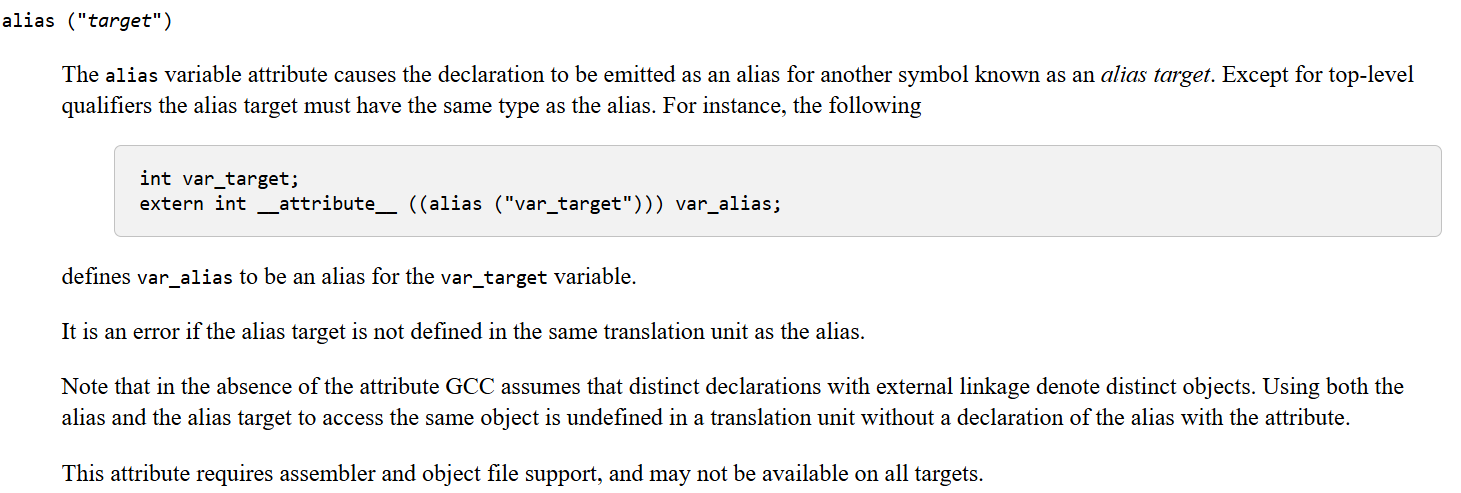 alias ("target")
The alias variable attribute causes the declaration to be emitted as an alias for another symbol known as an alias target. Except for top-level
qualifiers the alias target must have the same type as the alias. For instance, the following
int var_target;
extern int __attribute__ ((alias ("var_target"))) var_alias;
defines var_alias to be an alias for the var_target variable.
It is an error if the alias target is not defined in the same translation unit as the alias.
Note that in the absence of the attribute GCC assumes that distinct declarations with external linkage denote distinct objects. Using both the
alias and the alias target to access the same object is undefined in a translation unit without a declaration of the alias with the attribute.
This attribute requires assembler and object file support, and may not be available on all targets.